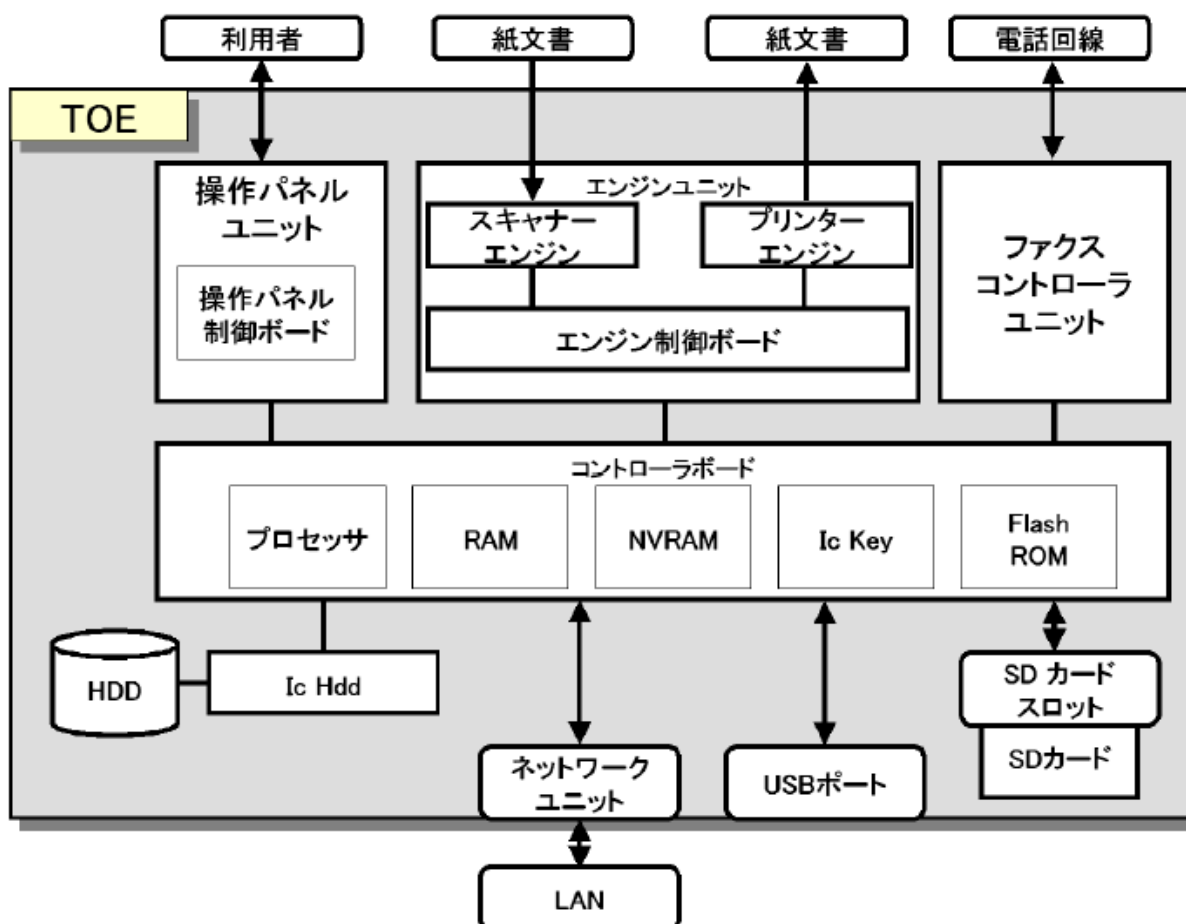 利用者
紙文書
紙文書
電話回線
TOE
操作パネル
ユニット
操作パネル
制御ボード
エンジンユニット
スキャナー
エンジン
プリンター
エンジン
エンジン制御ボード
ファクス
コントローラ
ユニット
コントローラボード
プロセッサ
RAM
NVRAM
Ic Key
Flash
ROM
HDD
Ic Hdd
ネットワーク
ユニット
USBポート
SD カード
スロット
SDカード
LAN